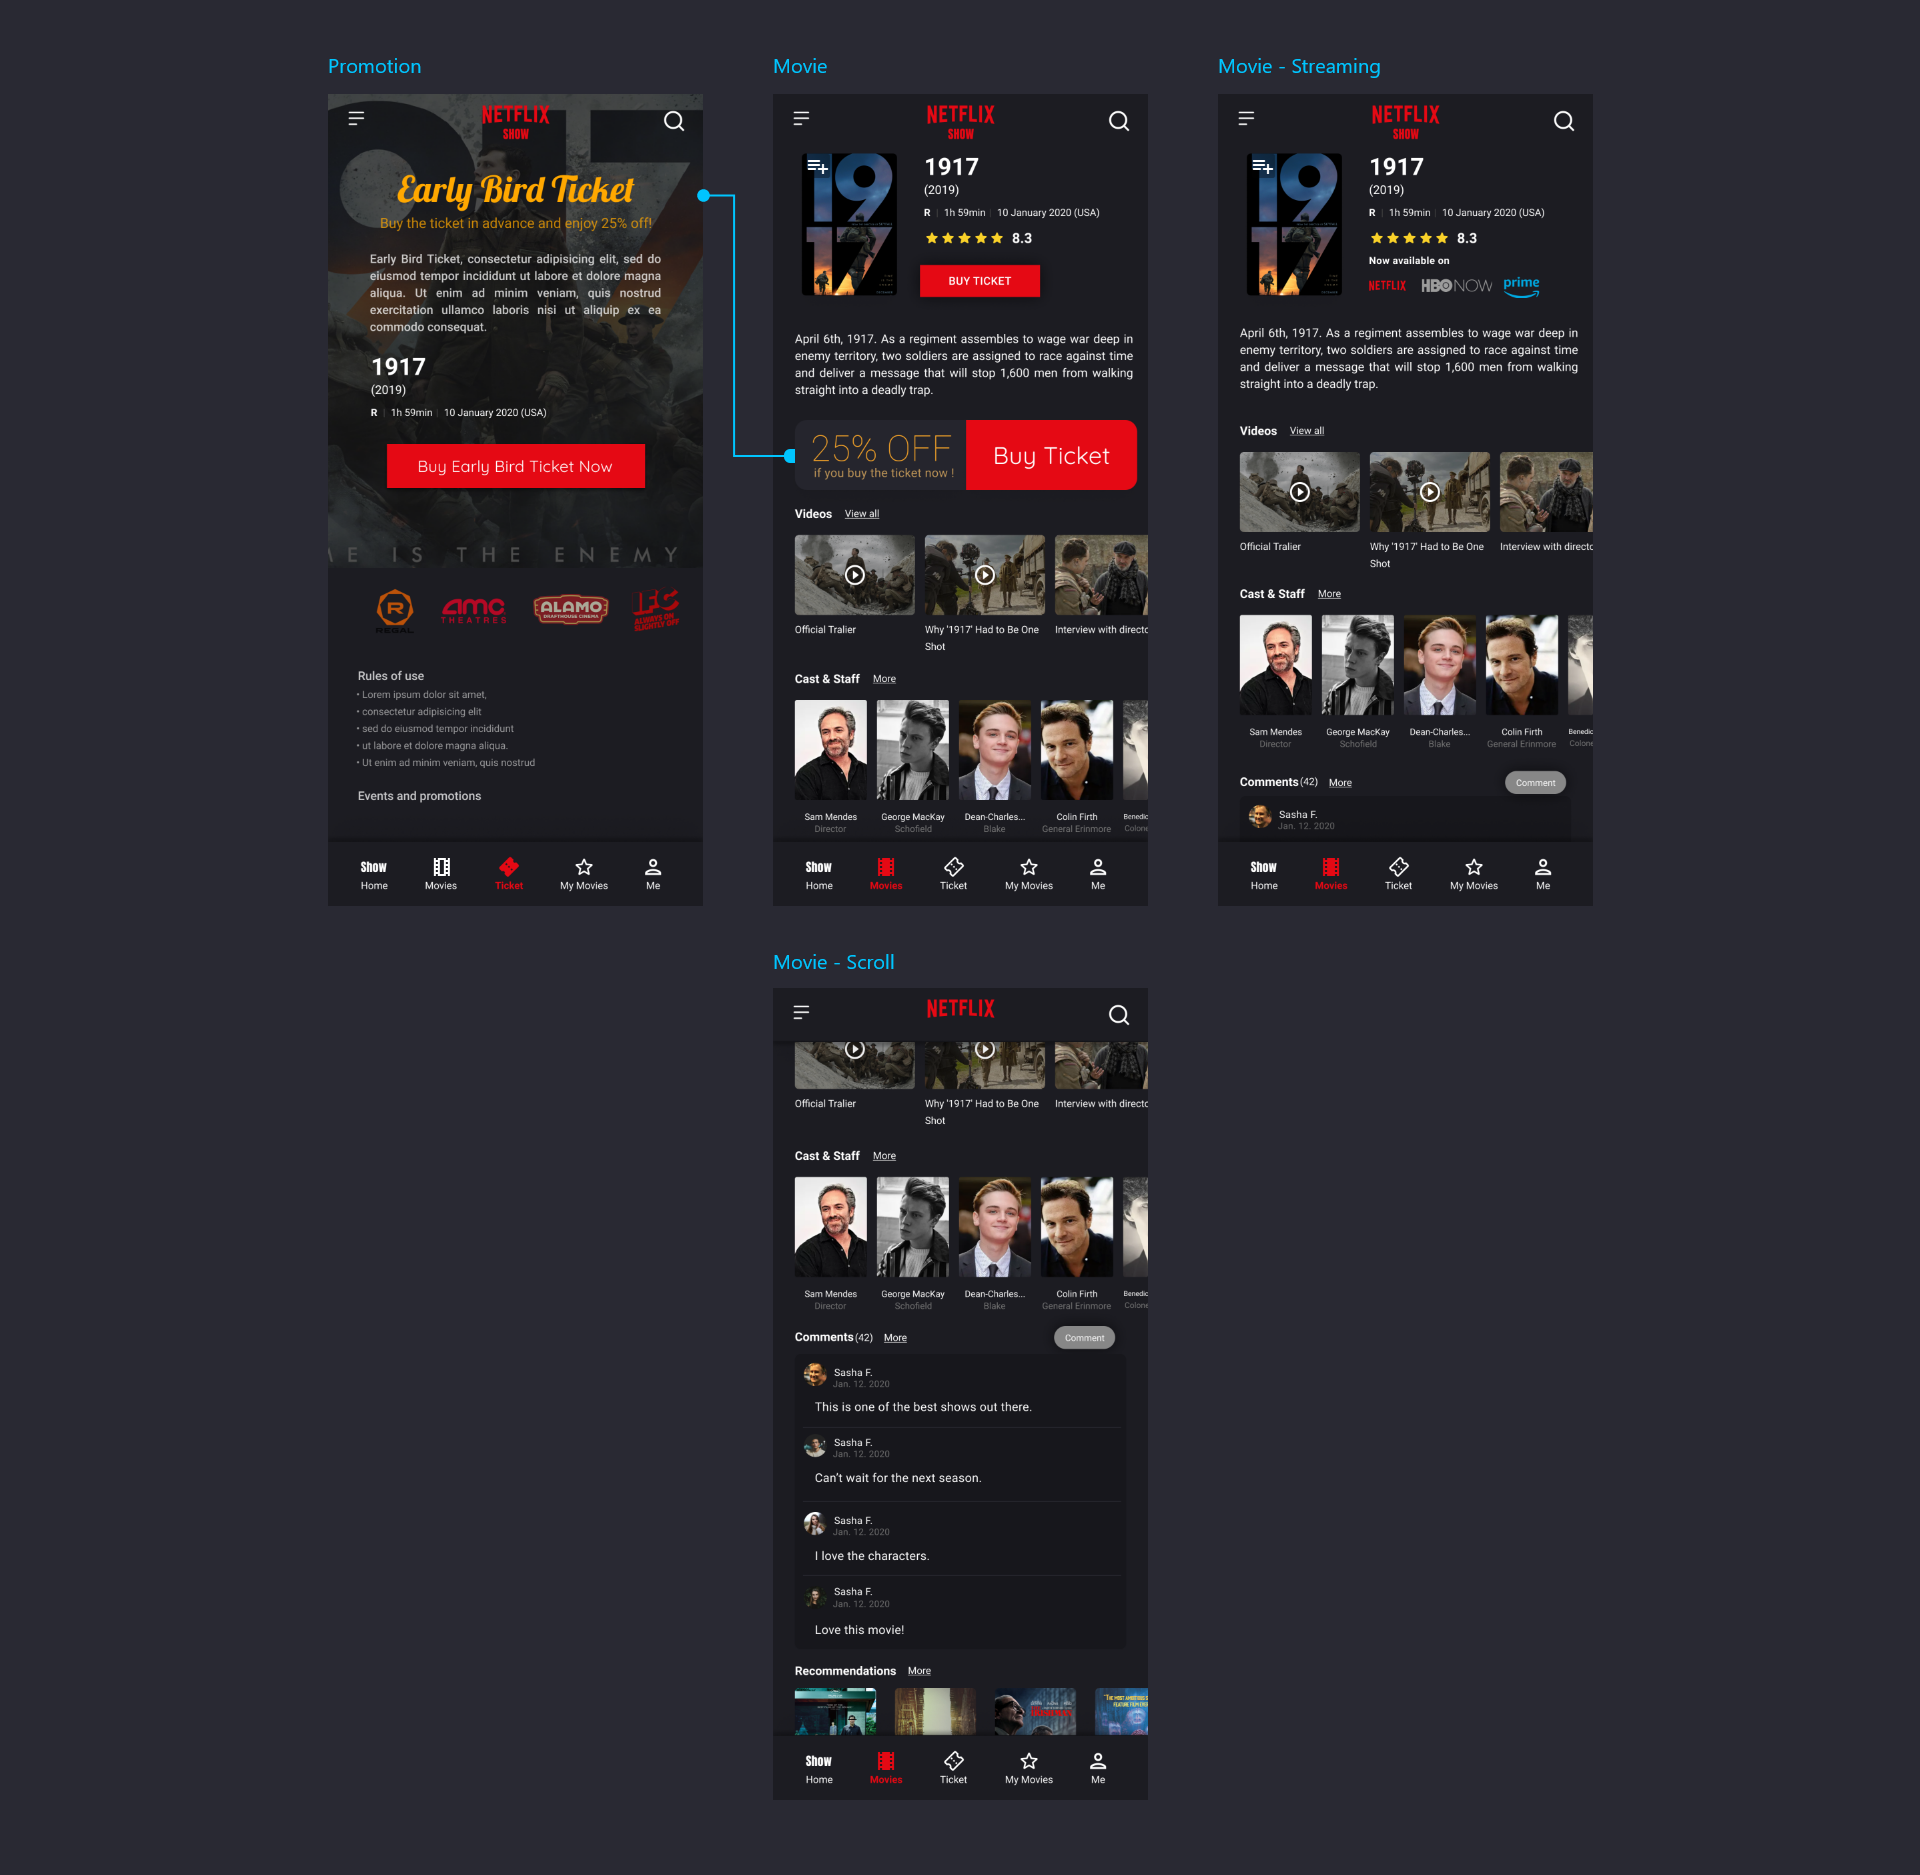 Promotion
NETFLIX
SHOW
Early Bird Ticket
Buy the ticket in advance and enjoy 25% off!
Early Bird Ticket, consectetur adipisicing elit, sed do
eiusmod tempor incididunt ut labore et dolore magna
aliqua. Ut enim ad minim veniam, quis nostrud
exercitation ullamco laboris nisi ut aliquip ex ea
commodo consequat.
1917
(2019)
R | 1h 59min | 10 January 2020 (USA)
Buy Early Bird Ticket Now
ME IS THE ENEMY
R
REGAL
amc
THEATRES
ALAMO
DRAFTHOUSE CINEMA
IFC
ALWAYS ON
SLIGHTLY OFF
Rules of use
• Lorem ipsum dolor sit amet,
• consectetur adipisicing elit
• sed do eiusmod tempor incididunt
• ut labore et dolore magna aliqua.
• Ut enim ad minim veniam, quis nostrud
Events and promotions
Show
Home Movies Ticket My Movies Me
Movie
NETFLIX
SHOW
19
17
1917
(2019)
R | 1h 59min | 10 January 2020 (USA)
8.3
BUY TICKET
April 6th, 1917. As a regiment assembles to wage war deep in
enemy territory, two soldiers are assigned to race against time
and deliver a message that will stop 1,600 men from walking
straight into a deadly trap.
25% OFF
if you buy the ticket now !
Buy Ticket
Videos View all
Official Tralier
Why '1917' Had to Be One
Shot
Interview with directo
Cast & Staff More
Sam Mendes
Director
George MacKay
Schofield
Dean-Charles...
Blake
Colin Firth
General Erinmore
Benedic
Colone
Show
Home Movies Ticket My Movies Me
Movie - Streaming
NETFLIX
SHOW
19
17
1917
(2019)
R | 1h 59min | 10 January 2020 (USA)
8.3
Now available on
NETFLIX HBO NOW prime
April 6th, 1917. As a regiment assembles to wage war deep in
enemy territory, two soldiers are assigned to race against time
and deliver a message that will stop 1,600 men from walking
straight into a deadly trap.
Videos View all
Official Tralier
Why '1917' Had to Be One
Shot
Interview with directo
Cast & Staff More
Sam Mendes
Director
George MacKay
Schofield
Dean-Charles...
Blake
Colin Firth
General Erinmore
Benedic
Colone
Comments (42) More Comment
Sasha F.
Jan. 12. 2020
Show
Home Movies Ticket My Movies Me
Movie - Scroll
NETFLIX
Official Tralier
Why '1917' Had to Be One
Shot
Interview with directo
Cast & Staff More
Sam Mendes
Director
George MacKay
Schofield
Dean-Charles...
Blake
Colin Firth
General Erinmore
Benedic
Colone
Comments (42) More Comment
Sasha F.
Jan. 12. 2020
This is one of the best shows out there.
Sasha F.
Jan. 12. 2020
Can't wait for the next season.
Sasha F.
Jan. 12. 2020
I love the characters.
Sasha F.
Jan. 12. 2020
Love this movie!
Recommendations More
"THE MOST AMBITIOUS
FEATURE FILM EVER
Show
Home Movies Ticket My Movies Me